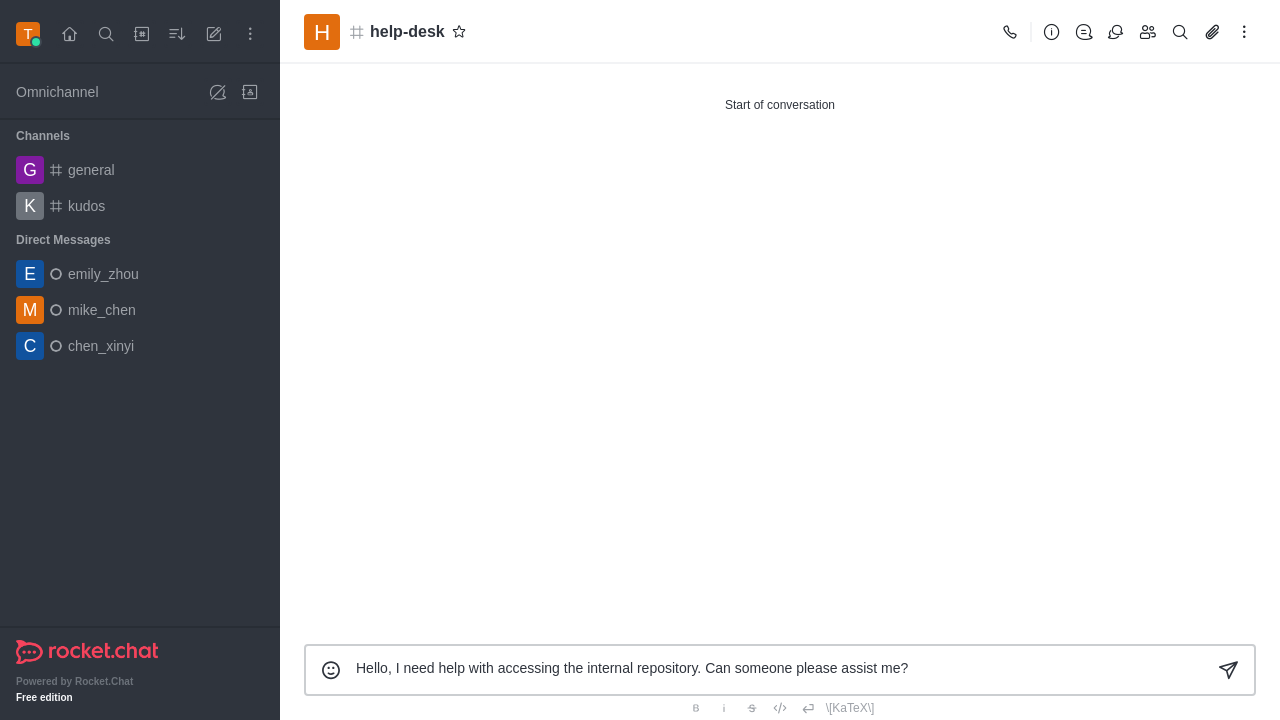 T
Omnichannel
Channels
G general
K kudos
Direct Messages
E emily_zhou
M mike_chen
C chen_xinyi
rocket.chat
Powered by Rocket.Chat
Free edition
H help-desk
Start of conversation
Hello, I need help with accessing the internal repository. Can someone please assist me?
B i S \[KaTeX\]